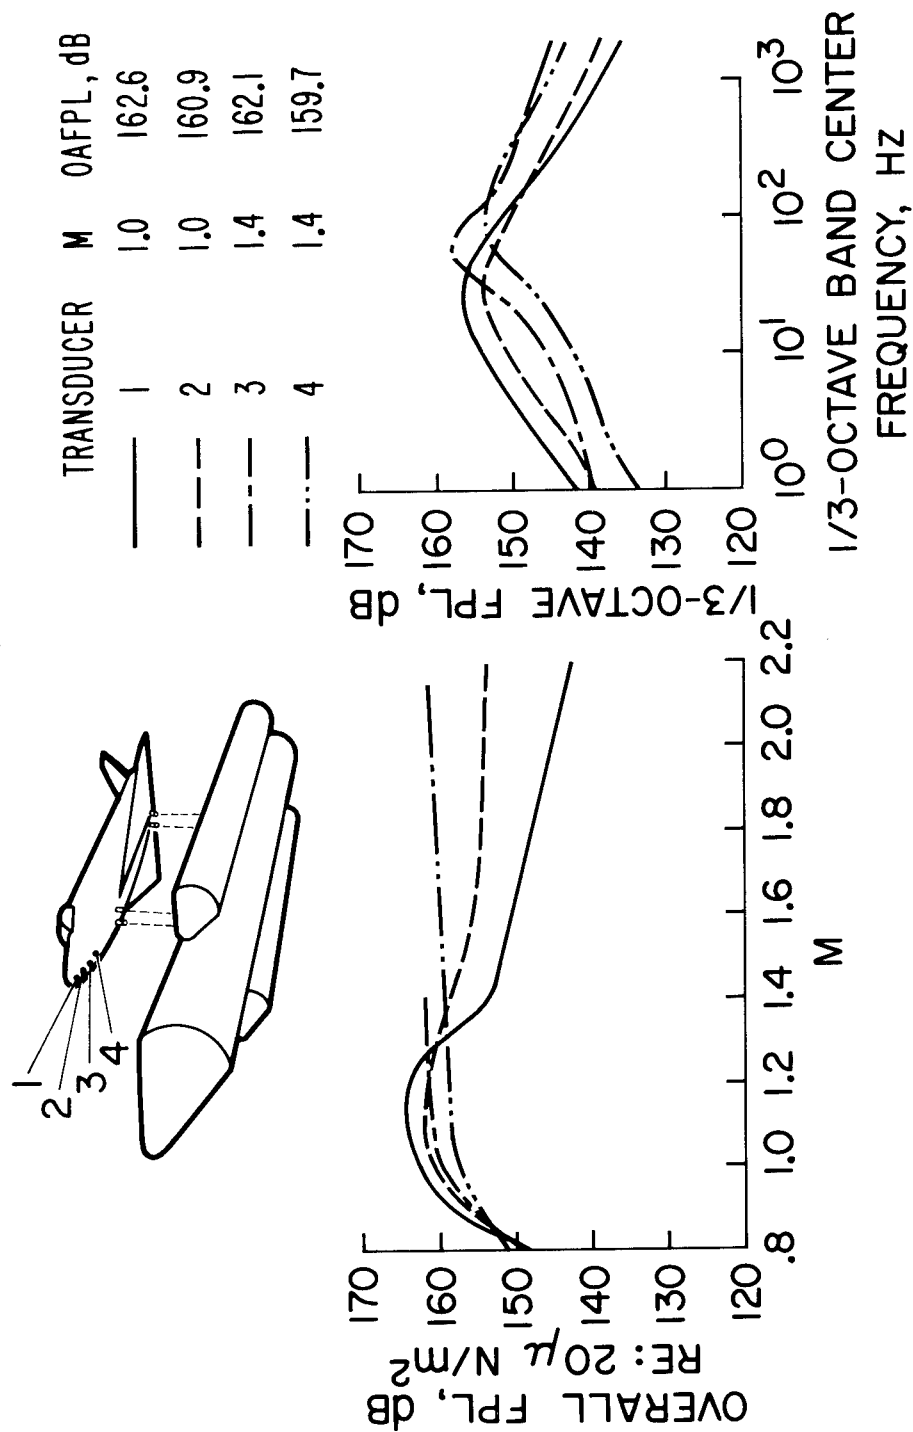 1
2
3
4
TRANSDUCER M OAFPL, dB
1 1.0 162.6
2 1.0 160.9
3 1.4 162.1
4 1.4 159.7
OVERALL FPL, dB
RE: 20μ N/m²
170
160
150
140
130
120
.8 1.0 1.2 1.4 1.6 1.8 2.0 2.2
M
1/3-OCTAVE FPL, dB
170
160
150
140
130
120
10⁰ 10¹ 10² 10³
1/3-OCTAVE BAND CENTER
FREQUENCY, HZ